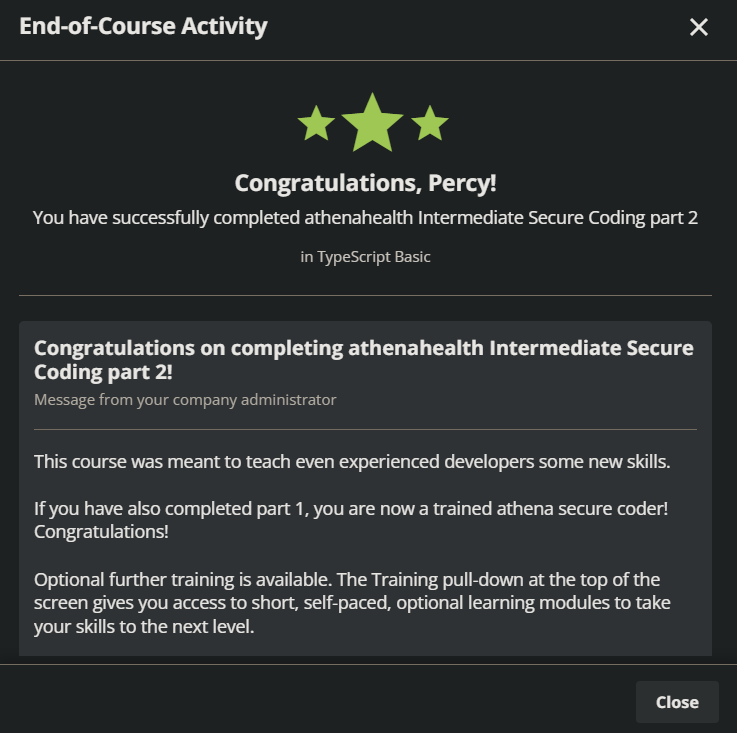 End-of-Course Activity
Congratulations, Percy!
You have successfully completed athenahealth Intermediate Secure Coding part 2
in TypeScript Basic
Congratulations on completing athenahealth Intermediate Secure
Coding part 2!
Message from your company administrator
This course was meant to teach even experienced developers some new skills.
If you have also completed part 1, you are now a trained athena secure coder!
Congratulations!
Optional further training is available. The Training pull-down at the top of the
screen gives you access to short, self-paced, optional learning modules to take
your skills to the next level.
Close